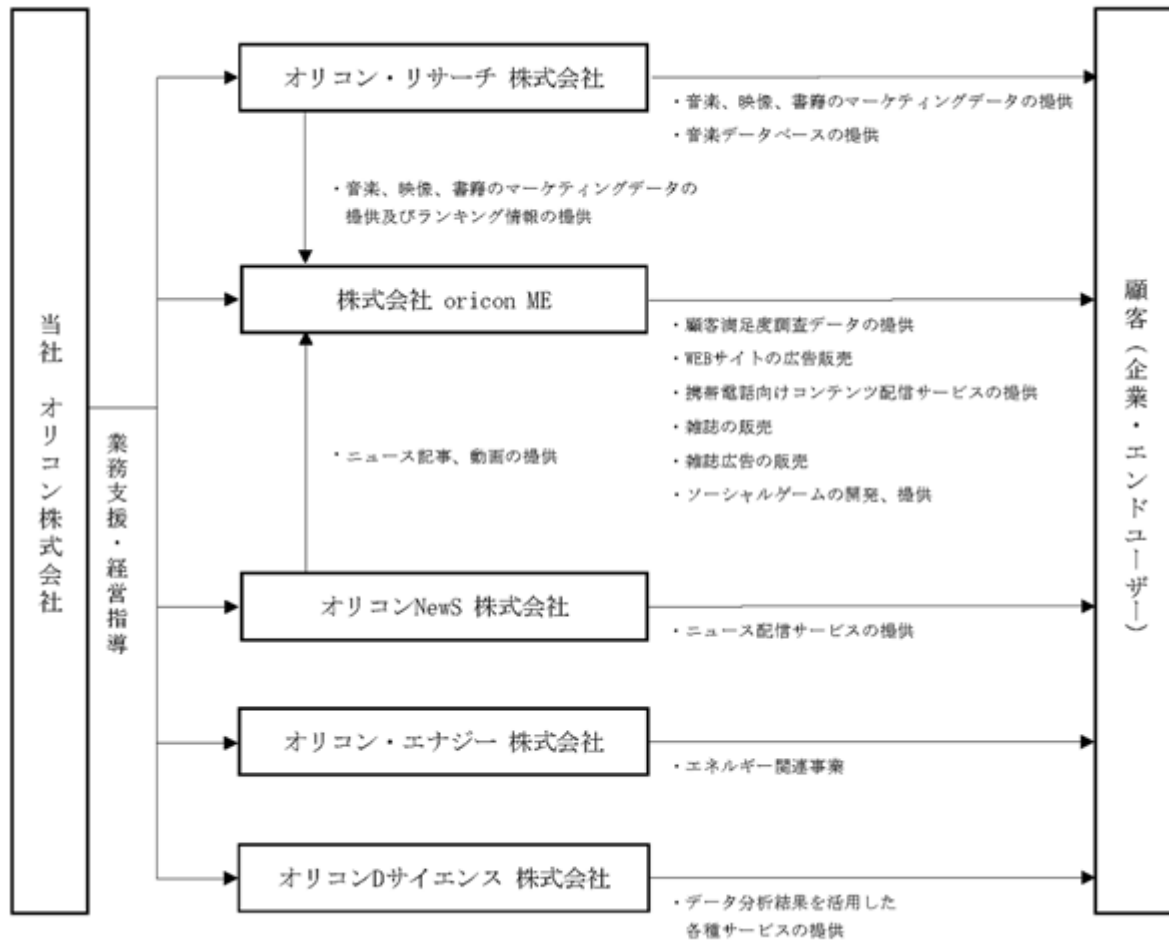 当社 オリコン株式会社
業務支援・経営指導
オリコン・リサーチ 株式会社
・音楽、映像、書籍のマーケティングデータの提供
・音楽データベースの提供
・音楽、映像、書籍のマーケティングデータの
提供及びランキング情報の提供
株式会社 oricon ME
・顧客満足度調査データの提供
・WEBサイトの広告販売
・携帯電話向けコンテンツ配信サービスの提供
・雑誌の販売
・雑誌広告の販売
・ソーシャルゲームの開発、提供
・ニュース記事、動画の提供
オリコンNewS 株式会社
・ニュース配信サービスの提供
オリコン・エナジー 株式会社
・エネルギー関連事業
オリコンDサイエンス 株式会社
・データ分析結果を活用した
各種サービスの提供
顧客(企業・エンドユーザー)